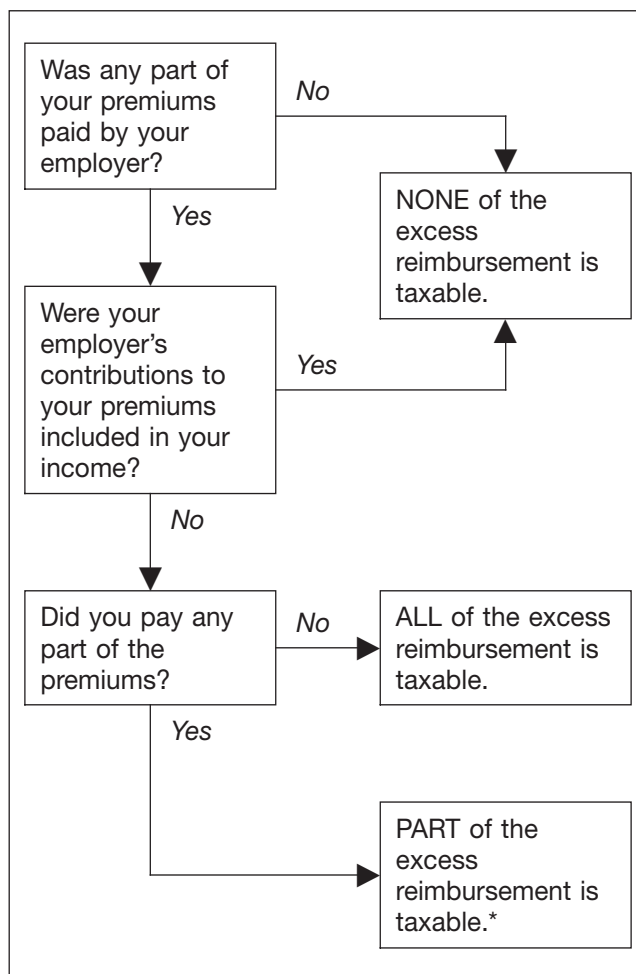 Was any part of
your premiums
paid by your
employer?
No
Yes
NONE of the
excess
reimbursement is
taxable.
Were your
employer’s
contributions to
your premiums
included in your
income?
Yes
No
Did you pay any
part of the
premiums?
No
ALL of the excess
reimbursement is
taxable.
Yes
PART of the
excess
reimbursement is
taxable.*